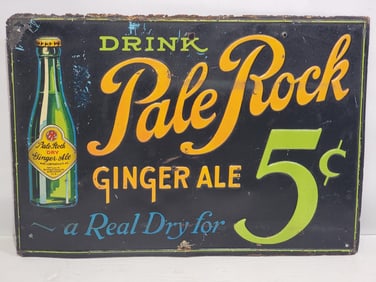 DRINK
Pale Rock
GINGER ALE
5¢
a Real Dry for
Pale Rock
DRY
Ginger Ale